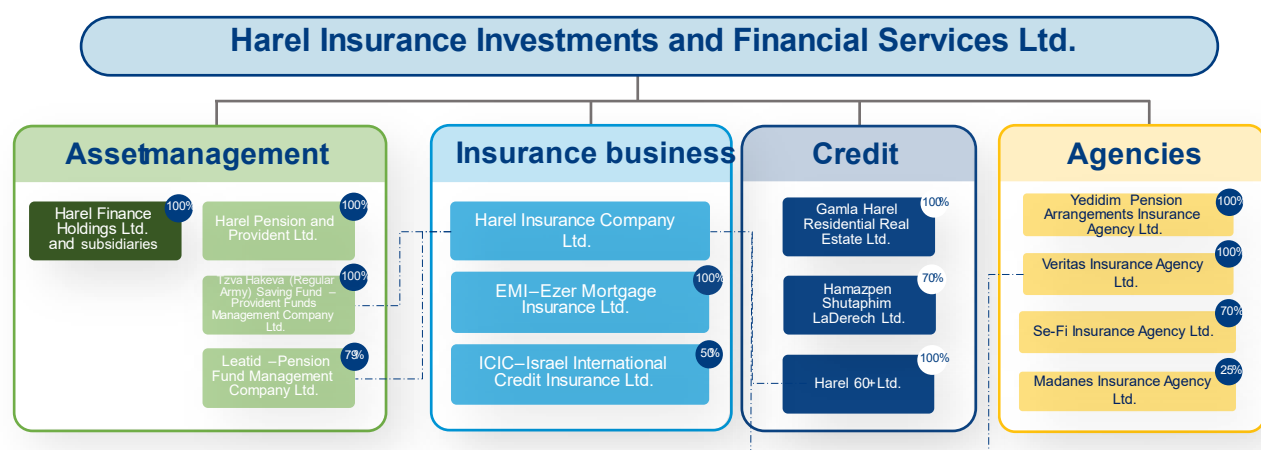 Harel Insurance Investments and Financial Services Ltd.
Asset management
100%
Harel Finance
Holdings Ltd.
and subsidiaries
100%
Harel Pension and
Provident Ltd.
100%
Tzva Hakeva (Regular
Army) Saving Fund –
Provident Funds
Management Company
Ltd.
79%
Leatid –Pension
Fund Management
Company Ltd.
Insurance business
Harel Insurance Company
Ltd.
100%
EMI–Ezer Mortgage
Insurance Ltd.
50%
ICIC–Israel International
Credit Insurance Ltd.
Credit
100%
Gamla Harel
Residential Real
Estate Ltd.
70%
Hamazpen
Shutaphim
LaDerech Ltd.
100%
Harel 60+Ltd.
Agencies
100%
Yedidim Pension
Arrangements Insurance
Agency Ltd.
100%
Veritas Insurance Agency
Ltd.
70%
Se-Fi Insurance Agency Ltd.
25%
Madanes Insurance Agency
Ltd.